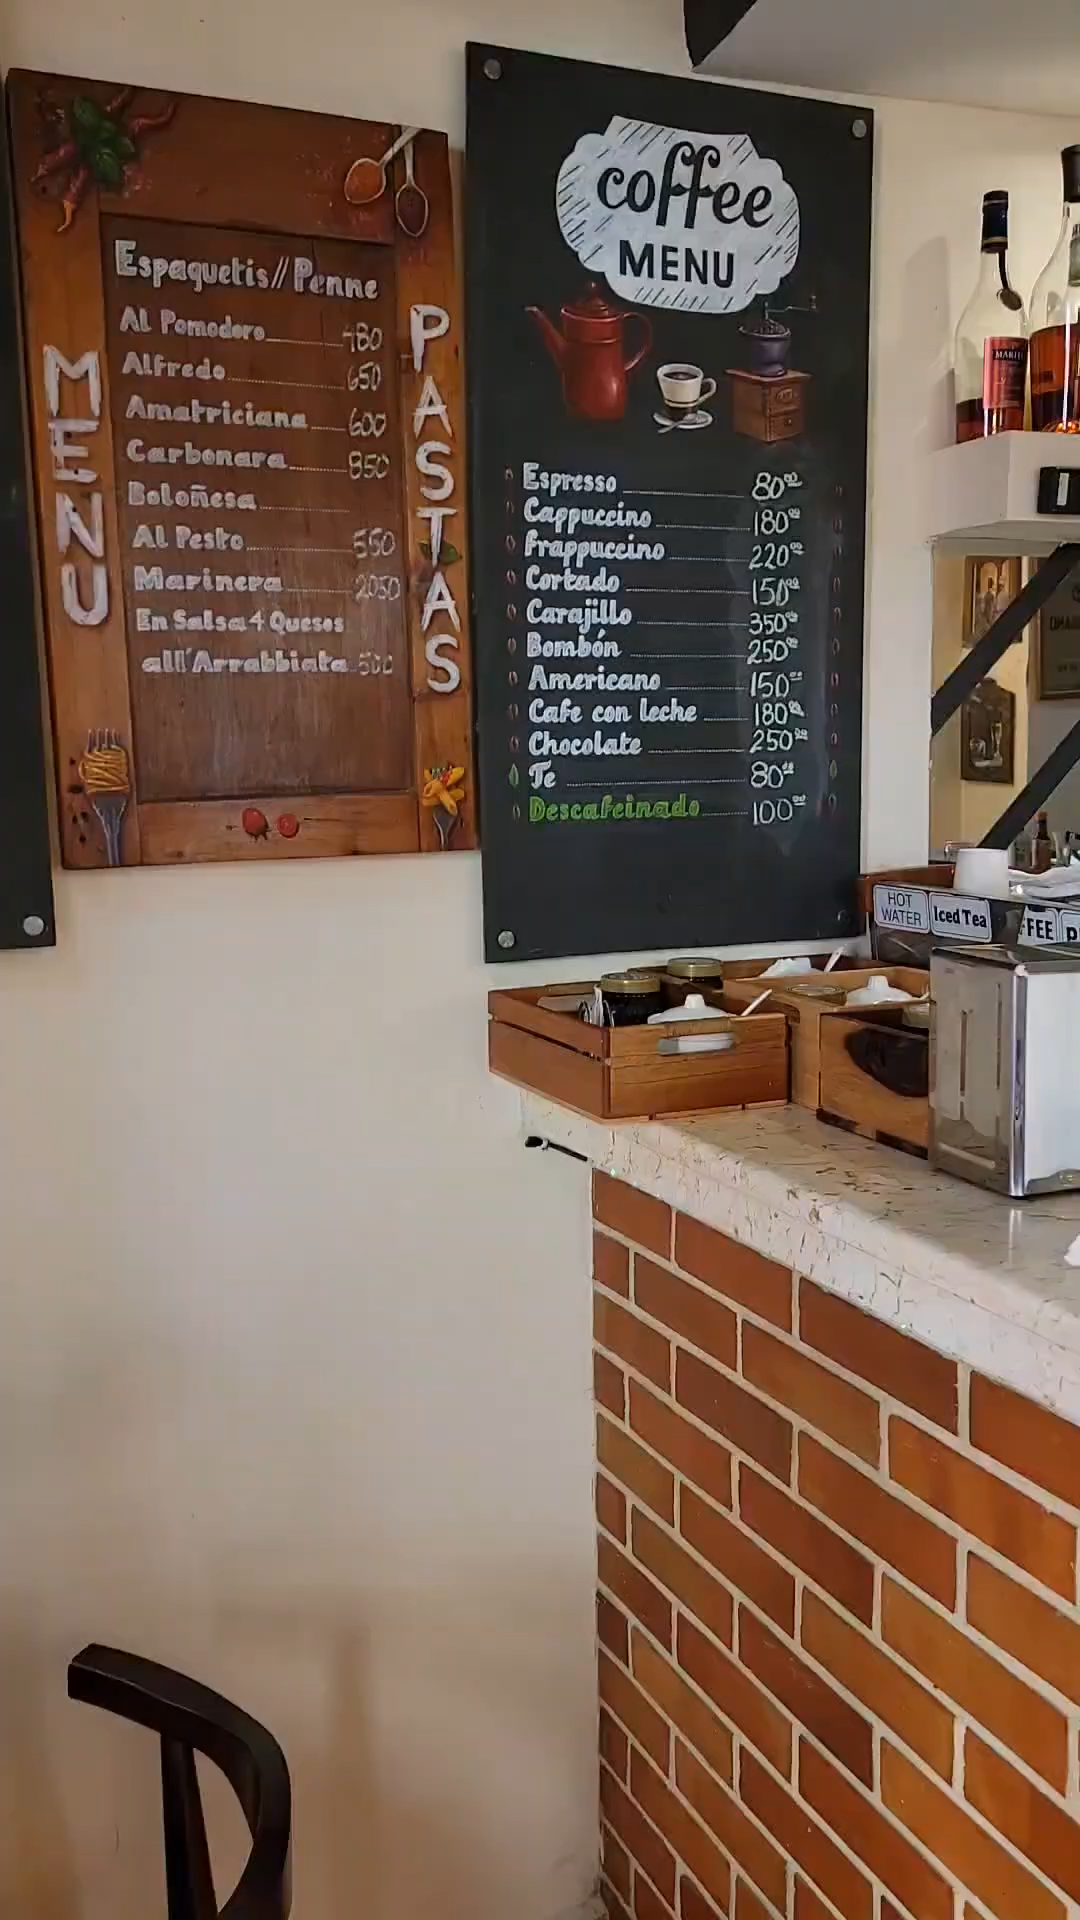 MENU
Espaguetis//Penne
Al Pomodoro 480
Alfredo 650
Amatriciana 600
Carbonara 850
Boloñesa
Al Pesto 550
Marinera 2050
En Salsa 4 Quesos
all'Arrabbiata 500
PASTAS
coffee
MENU
Espresso 80
Cappuccino 180
Frappuccino 220
Cortado 150
Carajillo 350
Bombón 250
Americano 150
Cafe con leche 180
Chocolate 250
Te 80
Descafeinado 100
HOT
WATER
Iced Tea
FFEE